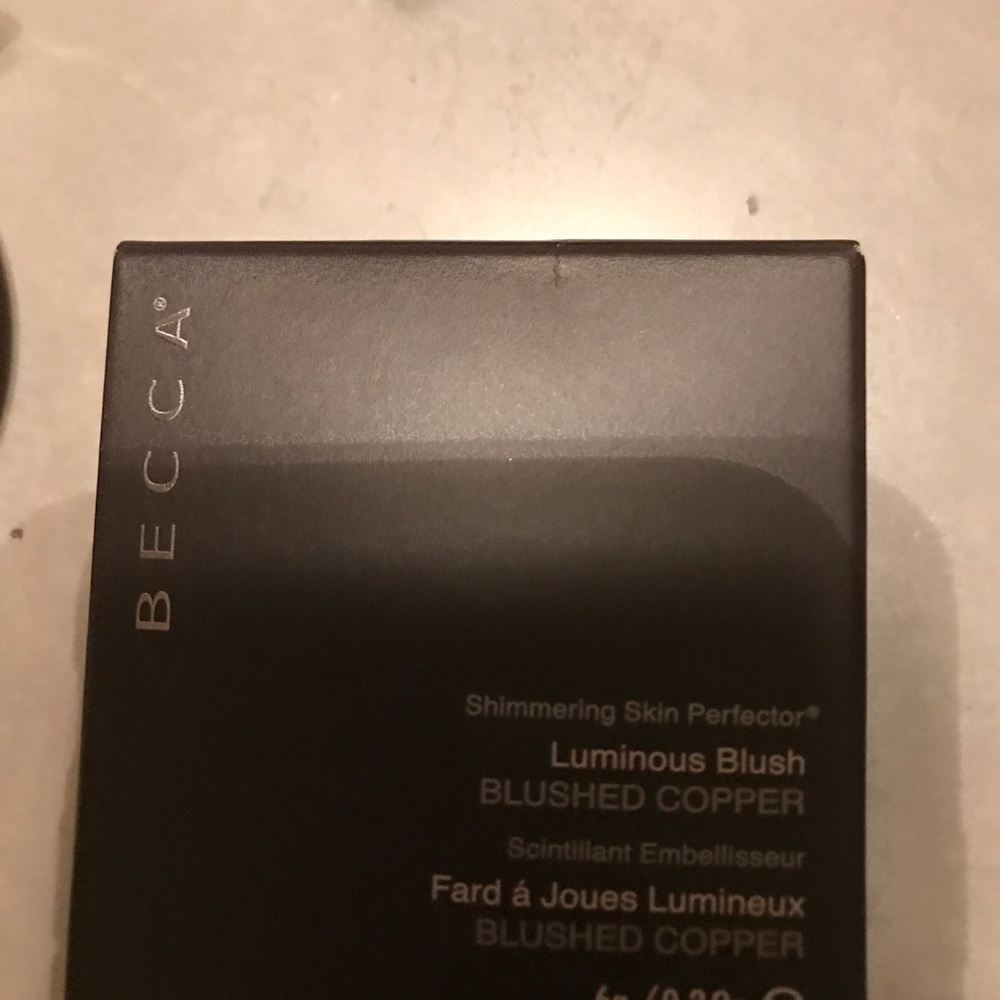 BECCA®
Shimmering Skin Perfector®
Luminous Blush
BLUSHED COPPER
Scintillant Embellisseur
Fard á Joues Lumineux
BLUSHED COPPER